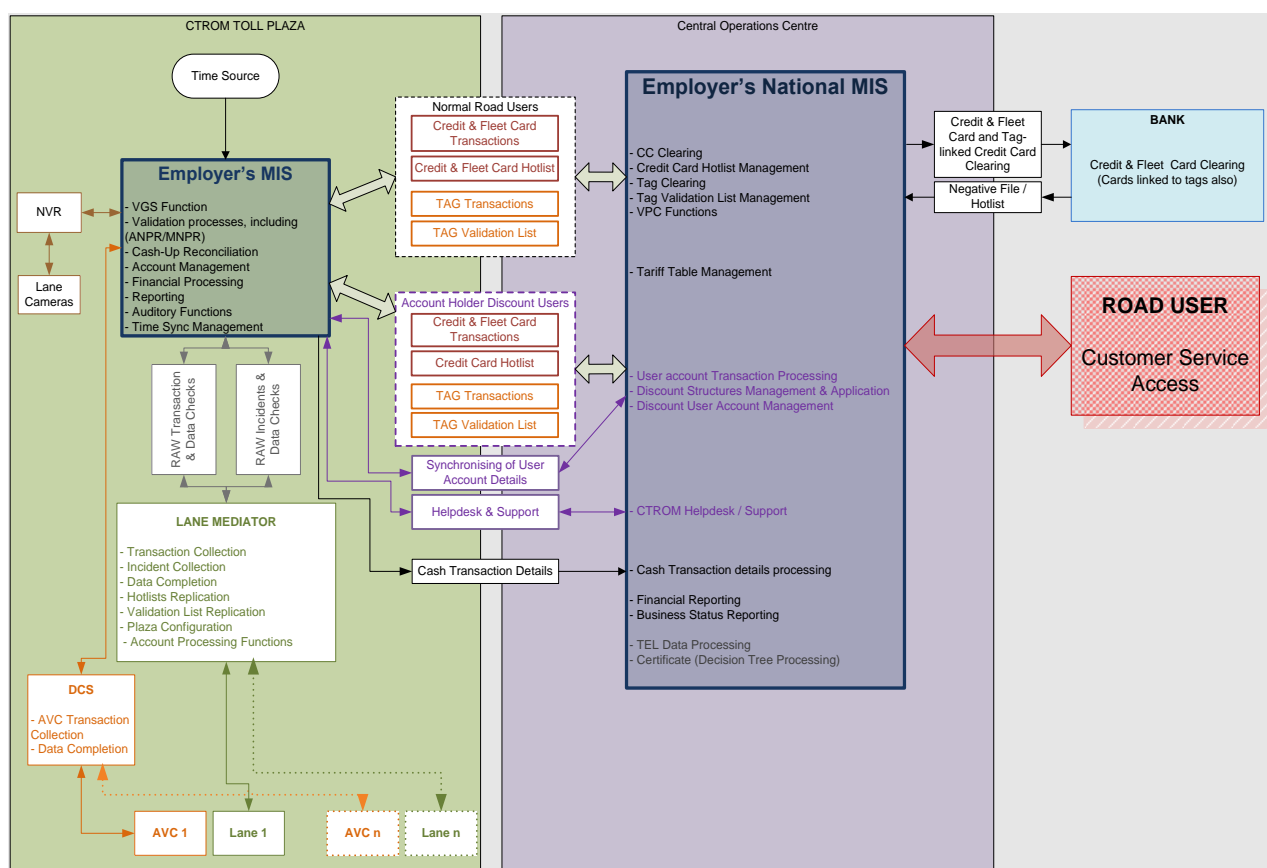 CTROM TOLL PLAZA
Central Operations Centre
Time Source
Employer's MIS
- VGS Function
- Validation processes, including
(ANPR/MNPR)
- Cash-Up Reconciliation
- Account Management
- Financial Processing
- Reporting
- Auditory Functions
- Time Sync Management
NVR
Lane
Cameras
RAW Transaction
& Data Checks
RAW Incidents &
Data Checks
LANE MEDIATOR
- Transaction Collection
- Incident Collection
- Data Completion
- Hotlists Replication
- Validation List Replication
- Plaza Configuration
- Account Processing Functions
DCS
- AVC Transaction
Collection
- Data Completion
AVC 1
Lane 1
AVC n
Lane n
Normal Road Users
Credit & Fleet Card
Transactions
Credit & Fleet Card Hotlist
TAG Transactions
TAG Validation List
Account Holder Discount Users
Credit & Fleet Card
Transactions
Credit Card Hotlist
TAG Transactions
TAG Validation List
Synchronising of User
Account Details
Helpdesk & Support
Cash Transaction Details
Employer's National MIS
- CC Clearing
- Credit Card Hotlist Management
- Tag Clearing
- Tag Validation List Management
- VPC Functions
- Tariff Table Management
- User account Transaction Processing
- Discount Structures Management & Application
- Discount User Account Management
- CTROM Helpdesk / Support
- Cash Transaction details processing
- Financial Reporting
- Business Status Reporting
- TEL Data Processing
- Certificate (Decision Tree Processing)
Credit & Fleet
Card and Tag-
linked Credit Card
Clearing
Negative File /
Hotlist
BANK
Credit & Fleet Card Clearing
(Cards linked to tags also)
ROAD USER
Customer Service
Access